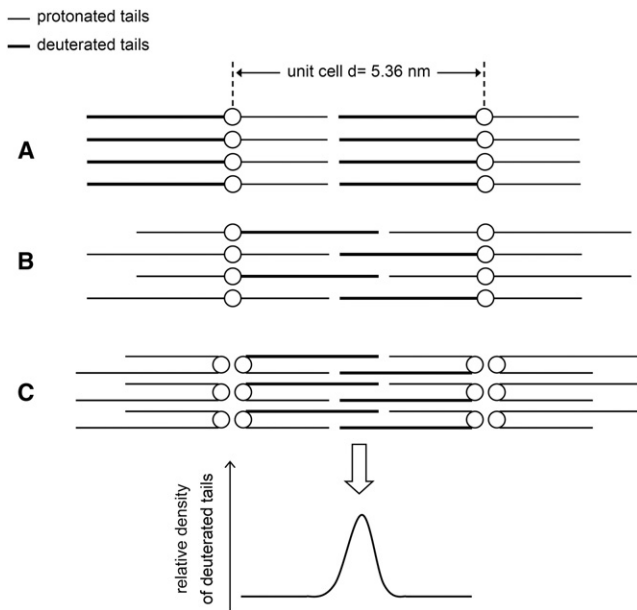 protonated tails
deuterated tails
unit cell d= 5.36 nm
A
B
C
relative density
of deuterated tails